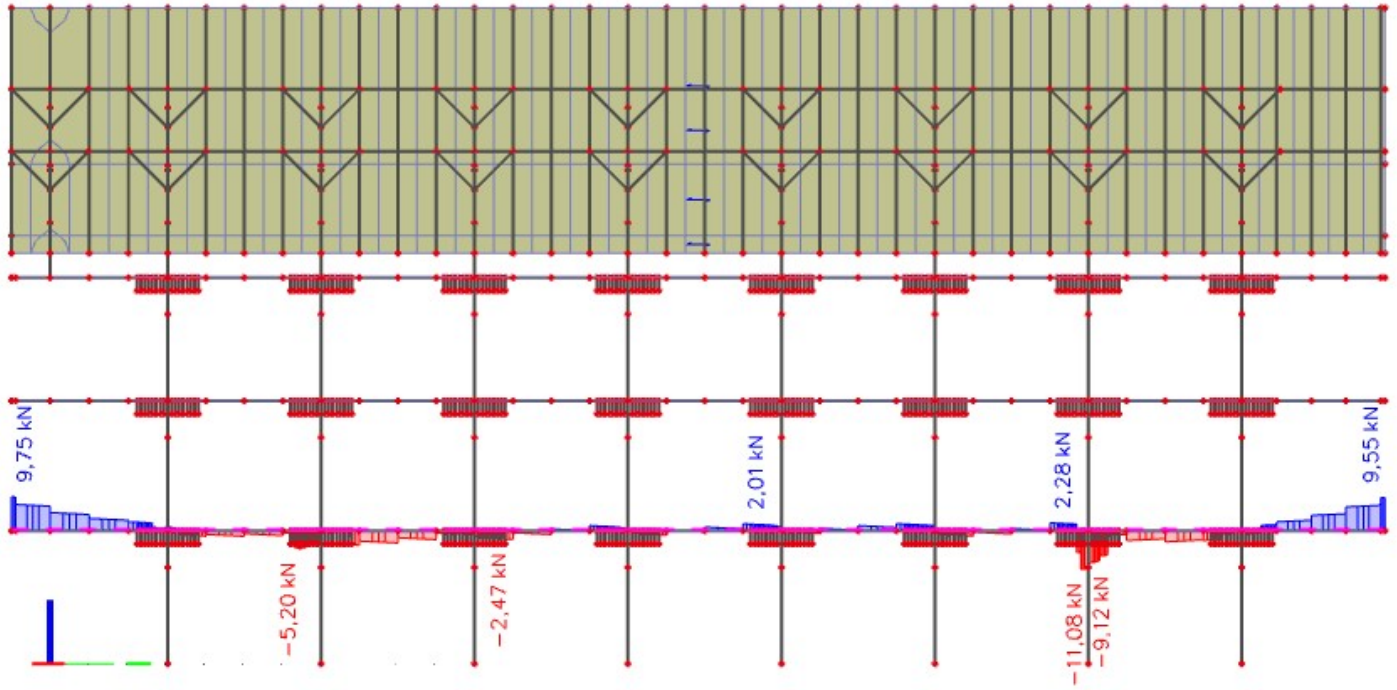 9,75 kN
-5,20 kN
-2,47 kN
2,01 kN
2,28 kN
-11,08 kN
-9,12 kN
9,55 kN